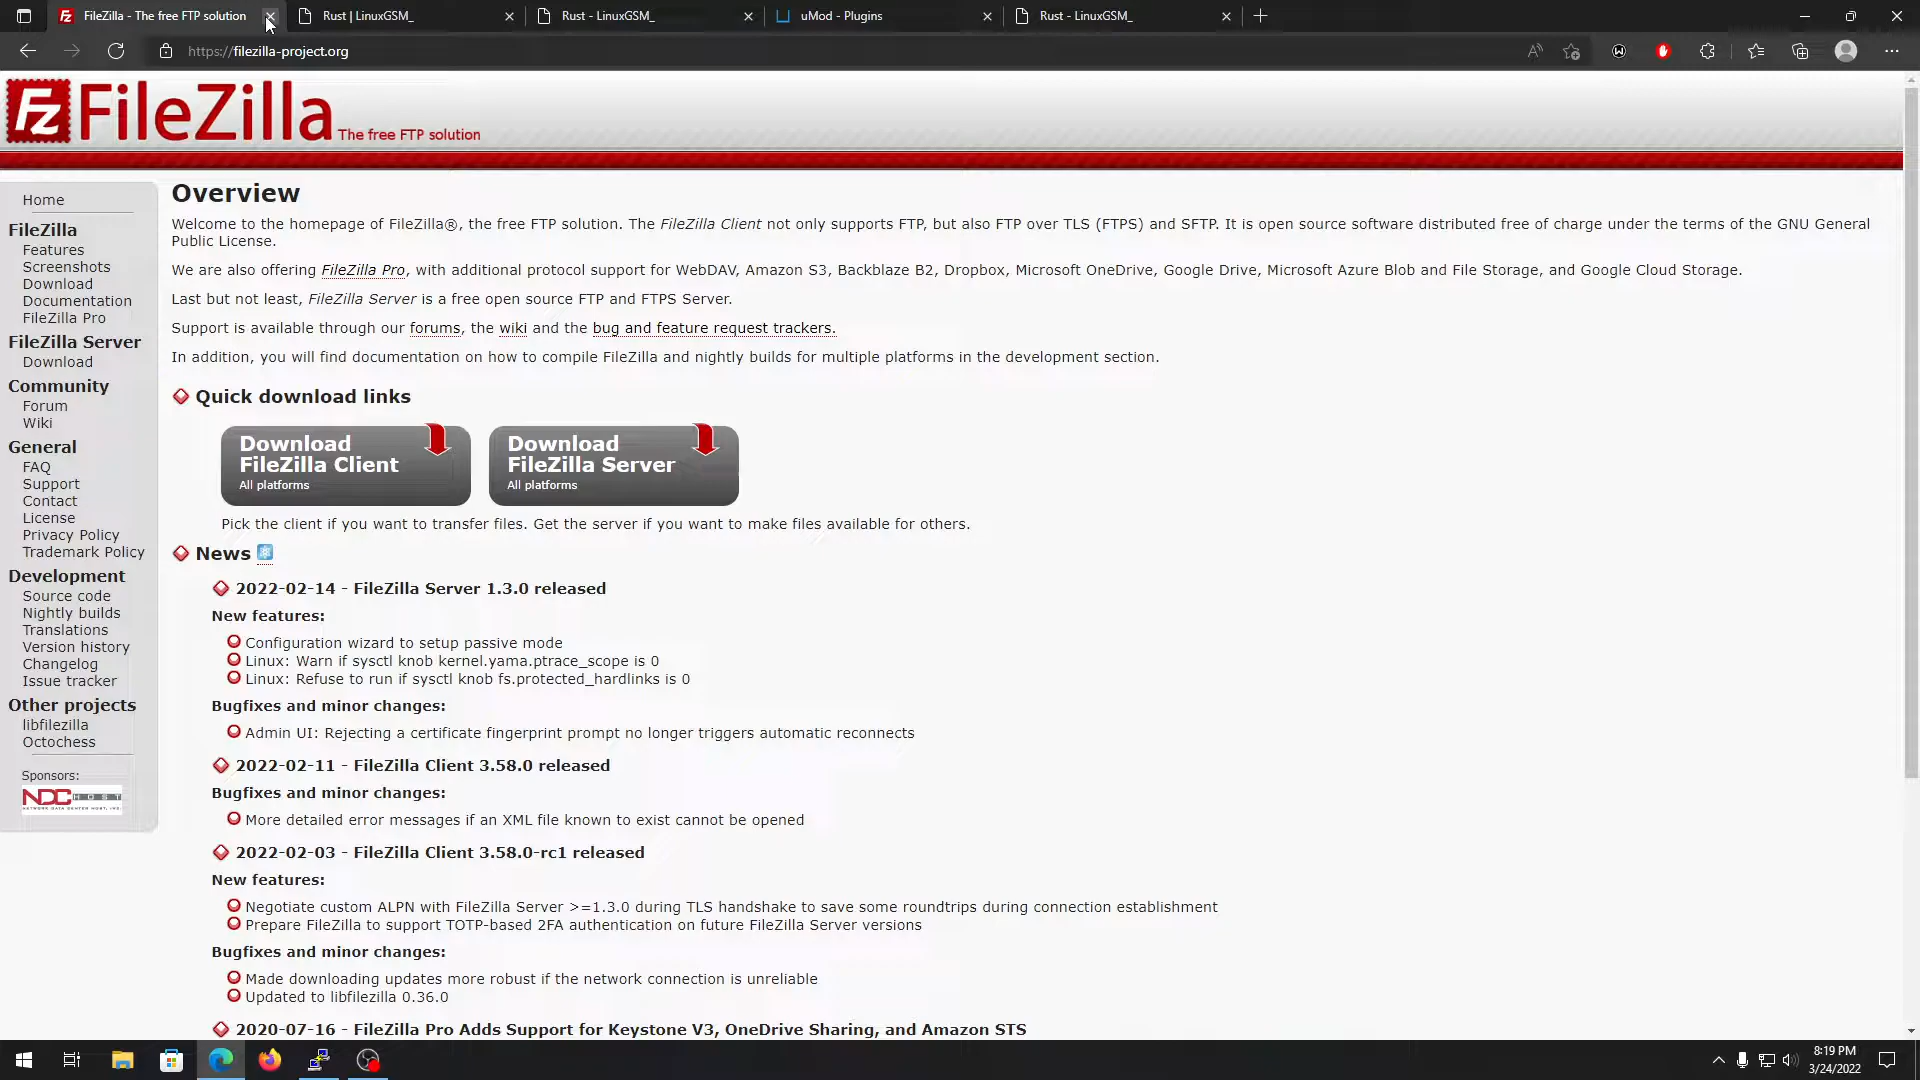 FileZilla - The free FTP solution
Rust | LinuxGSM_
Rust - LinuxGSM_
uMod - Plugins
Rust - LinuxGSM_
https://filezilla-project.org
Fz FileZilla The free FTP solution
Home
FileZilla
Features
Screenshots
Download
Documentation
FileZilla Pro
FileZilla Server
Download
Community
Forum
Wiki
General
FAQ
Support
Contact
License
Privacy Policy
Trademark Policy
Development
Source code
Nightly builds
Translations
Version history
Changelog
Issue tracker
Other projects
libfilezilla
Octochess
Sponsors:
NDC HOST
Overview
Welcome to the homepage of FileZilla®, the free FTP solution. The FileZilla Client not only supports FTP, but also FTP over TLS (FTPS) and SFTP. It is open source software distributed free of charge under the terms of the GNU General
Public License.
We are also offering FileZilla Pro, with additional protocol support for WebDAV, Amazon S3, Backblaze B2, Dropbox, Microsoft OneDrive, Google Drive, Microsoft Azure Blob and File Storage, and Google Cloud Storage.
Last but not least, FileZilla Server is a free open source FTP and FTPS Server.
Support is available through our forums, the wiki and the bug and feature request trackers.
In addition, you will find documentation on how to compile FileZilla and nightly builds for multiple platforms in the development section.
Quick download links
Download
FileZilla Client
All platforms
Download
FileZilla Server
All platforms
Pick the client if you want to transfer files. Get the server if you want to make files available for others.
News
2022-02-14 - FileZilla Server 1.3.0 released
New features:
Configuration wizard to setup passive mode
Linux: Warn if sysctl knob kernel.yama.ptrace_scope is 0
Linux: Refuse to run if sysctl knob fs.protected_hardlinks is 0
Bugfixes and minor changes:
Admin UI: Rejecting a certificate fingerprint prompt no longer triggers automatic reconnects
2022-02-11 - FileZilla Client 3.58.0 released
Bugfixes and minor changes:
More detailed error messages if an XML file known to exist cannot be opened
2022-02-03 - FileZilla Client 3.58.0-rc1 released
New features:
Negotiate custom ALPN with FileZilla Server >=1.3.0 during TLS handshake to save some roundtrips during connection establishment
Prepare FileZilla to support TOTP-based 2FA authentication on future FileZilla Server versions
Bugfixes and minor changes:
Made downloading updates more robust if the network connection is unreliable
Updated to libfilezilla 0.36.0
2020-07-16 - FileZilla Pro Adds Support for Keystone V3, OneDrive Sharing, and Amazon STS
8:19 PM
3/24/2022